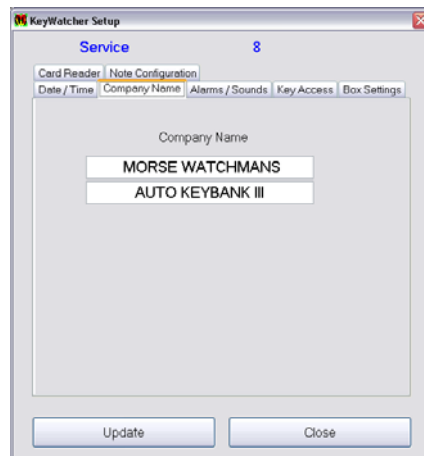 KeyWatcher Setup
Service 8
Card Reader Note Configuration
Date / Time Company Name Alarms / Sounds Key Access Box Settings
Company Name
MORSE WATCHMANS
AUTO KEYBANK III
Update Close